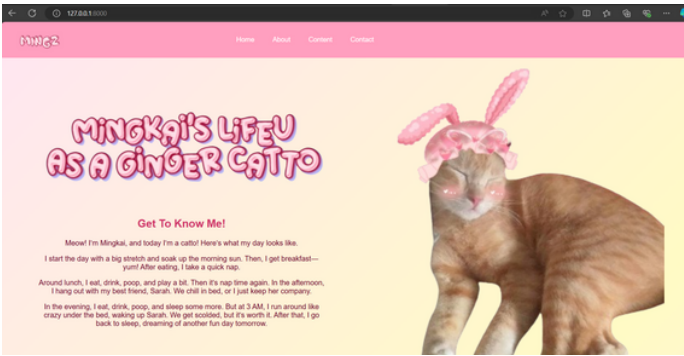 127.0.0.1:8000
MINGZ
Home About Content Contact
MINGKAI'S LIFEU
AS A GINGER CATTO
Get To Know Me!
Meow! I'm Mingkai, and today I'm a catto! Here's what my day looks like.
I start the day with a big stretch and soak up the morning sun. Then, I get breakfast—
yum! After eating, I take a quick nap.
Around lunch, I eat, drink, poop, and play a bit. Then it's nap time again. In the afternoon,
I hang out with my best friend, Sarah. We chill in bed, or I just keep her company.
In the evening, I eat, drink, poop, and sleep some more. But at 3 AM, I run around like
crazy under the bed, waking up Sarah. We get scolded, but it's worth it. After that, I go
back to sleep, dreaming of another fun day tomorrow.